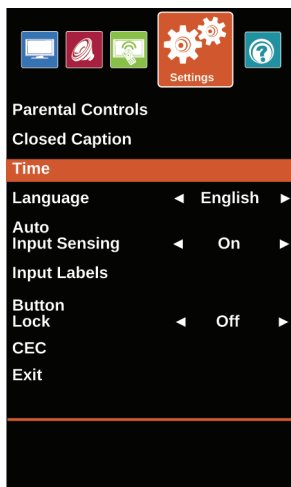 Settings
Parental Controls
Closed Caption
Time
Language ◄ English ►
Auto
Input Sensing ◄ On ►
Input Labels
Button
Lock ◄ Off ►
CEC
Exit